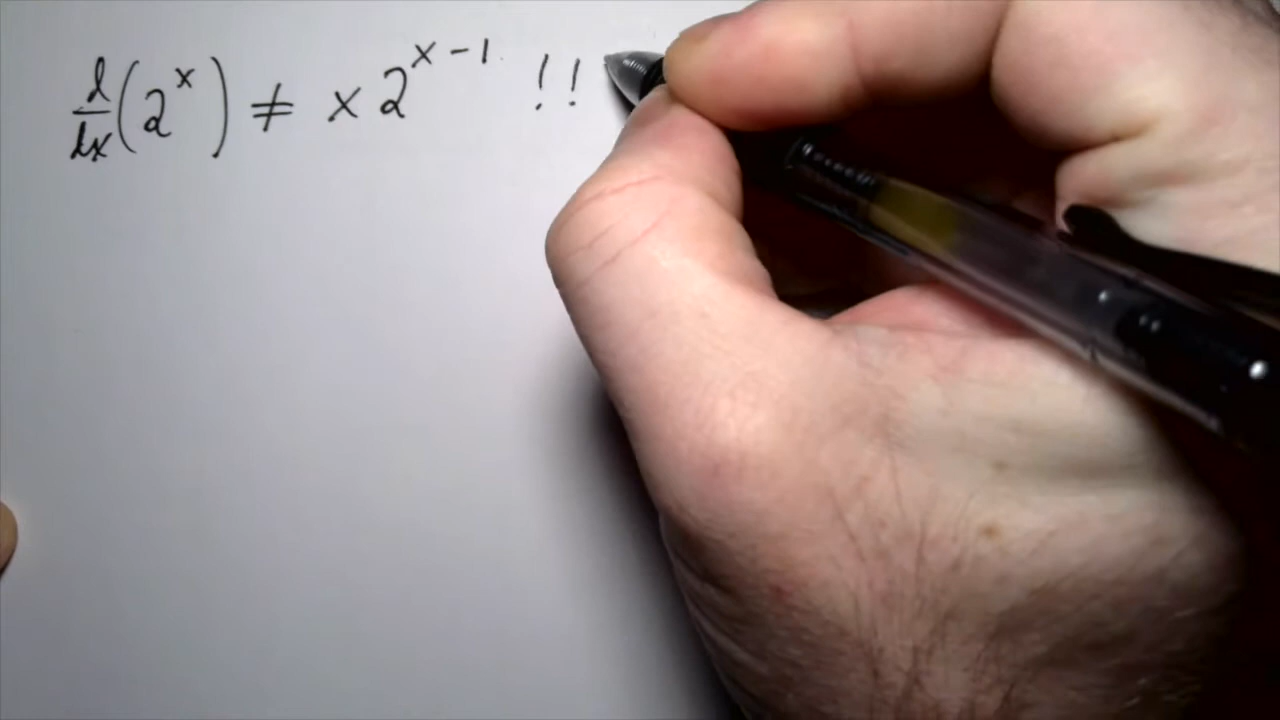 d/dx (2^x) ≠ x 2^{x-1} !!